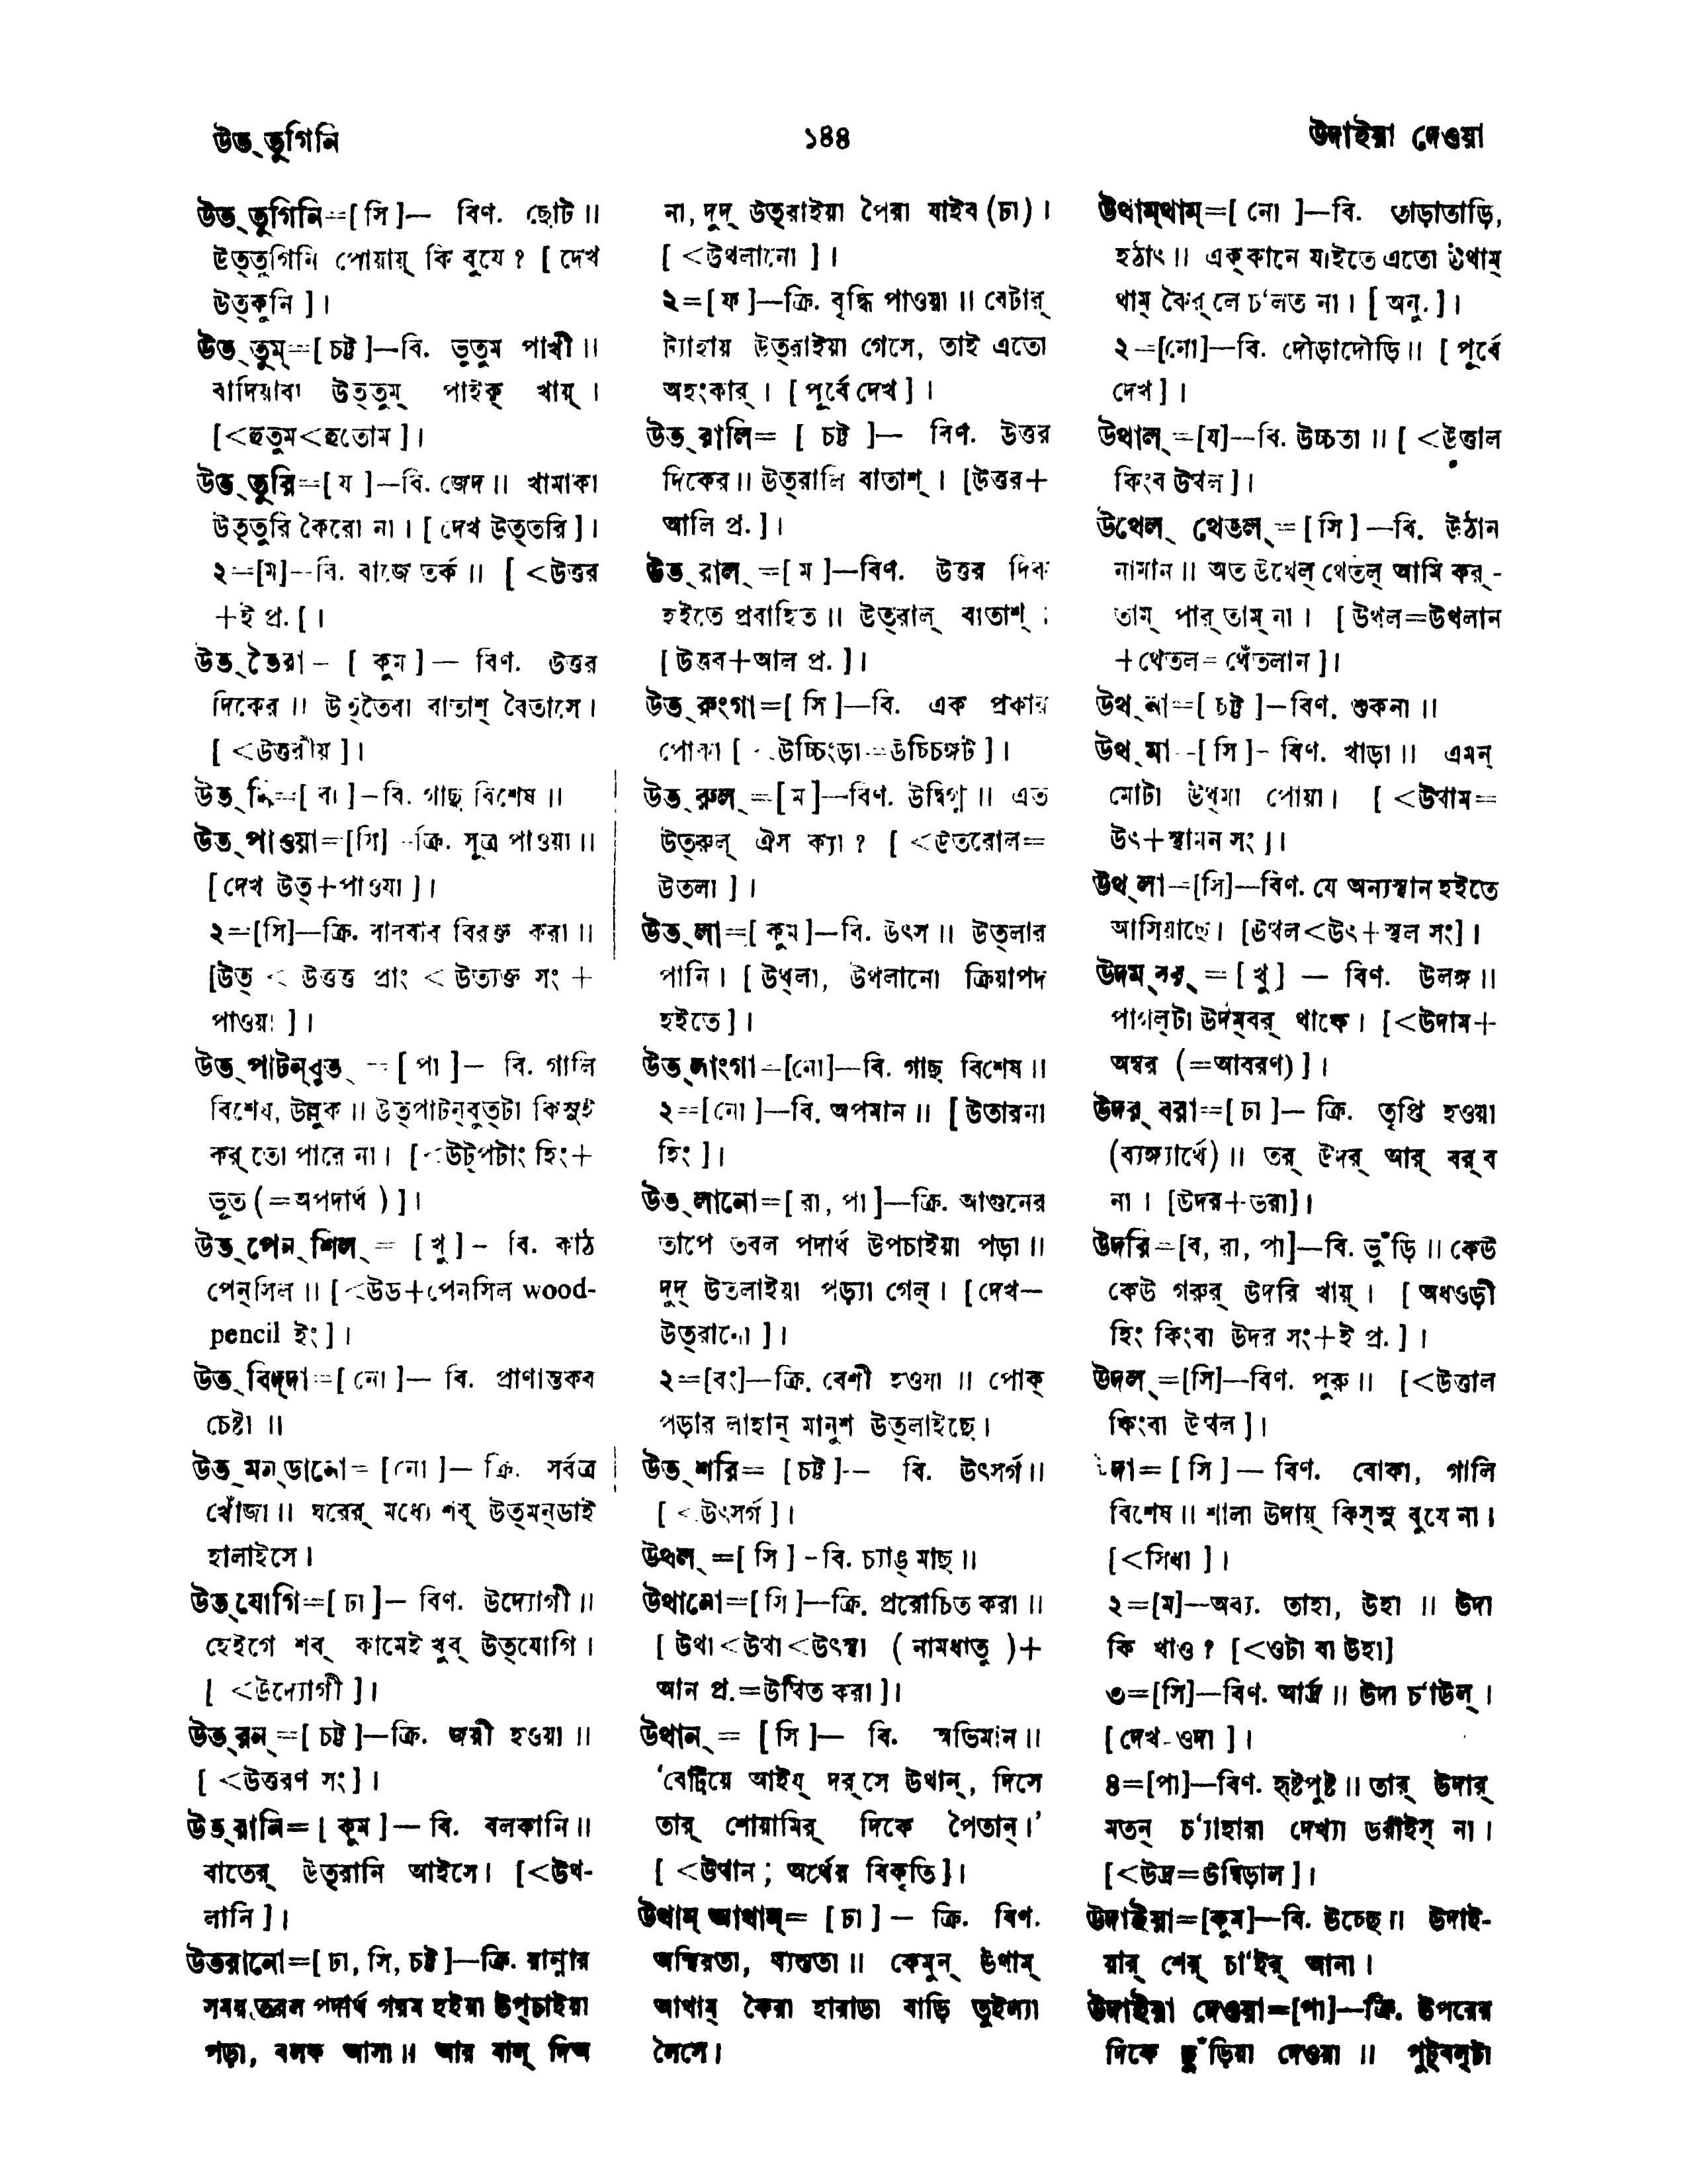 উত্তুগিনি
১৪৪
উদাইয়া দেওয়া
উত্তুগিনি=[ সি ]— বিণ. ছোট॥
উত্তুগিনি পোয়ায়্ কি বুযে? [ দেখ
উত্কুনি ]।
উত্তুম্=[ চট্ট ]—বি. ভুতুম পাখী॥
বাদিয়াবা উত্তুম্ পাইক্ খায়্।
[<হুতুম<হুতোম ]।
উত্তুরি=[ য ]—বি. জেদ॥ খামাকা
উত্তুরি কৈরো না। [ দেখ উত্তরি ]।
২=[ম]—বি. বাজে তর্ক॥ [ <উত্তর
+ই প্র. [।
উত্তৈরা– [ কুম ]— বিণ. উত্তর
দিকের॥ উত্তৈবা বাতাশ্ বৈতাসে।
[ <উত্তরীয় ]।
=[ বা ]–বি. গাছ বিশেষ॥
উত্পাওয়া=[সি] –ক্রি. সূত্র পাওয়া॥
[ দেখ উত্+পাওযা ]।
২=[সি]—ক্রি. বানবাব বিরক্ত করা॥
[উত্ < উত্তত্ত প্রাং < উত্যক্ত সং +
পাওয়া ]।
উত্পাটন্বুত্ =[ পা ]— বি. গালি
বিশেষ, উল্লুক॥ উত্পাটন্বুত্টা কিস্সুই
কর্তো পারে না। [<উট্পটাং হিং+
ভূত (=অপদার্থ ) ]।
উত্পেন্শিল্ = [ খু ]– বি. কাঠ
পেন্সিল॥ [<উড+পেনসিল wood-
pencil ইং ]।
উত্বিদ্দা=[ নো ]— বি. প্রাণান্তকব
চেষ্টা॥
উত্মন্ডানো= [নো ]— ক্রি. সর্বত্র
খোঁজা॥ ঘরের্ মধ্যে শব্ উত্মন্ডাই
হালাইসে।
উত্যোগি=[ ঢা ]— বিণ. উদ্যোগী॥
হেইগে শব্ কামেই খুব্ উত্যোগি।
[ <উদ্যোগী ]।
উত্রন্=[ চট্ট ]—ক্রি. জয়ী হওয়া॥
[ <উত্তরণ সং ]।
উত্রানি= [ কুম ]— বি. বলকানি॥
বাতের্ উত্রানি আইসে। [<উথ-
লানি ]।
উতরানো=[ ঢা, সি, চট্ট ]—ক্রি. রান্নার
সময় তরল পদার্থ গরম হইয়া উপ্চাইয়া
পড়া, বলক আসা॥ আর বাল্ দিঅ
না, দুদ্ উত্রাইয়া পৈরা যাইব (ঢা)।
[ <উথলানো ]।
২=[ ফ ]—ক্রি. বৃদ্ধি পাওয়া॥ বেটার্
ট্যাহায় উত্রাইয়া গেসে, তাই এতো
অহংকার্। [ পূর্বে দেখ ]।
উত্রালি= [ চট্ট ]— বিণ. উত্তর
দিকের॥ উত্রালি বাতাশ্। [উত্তর+
আলি প্র. ]।
উত্রাল্=[ ম ]—বিণ. উত্তর দিক
হইতে প্রবাহিত॥ উত্রাল্ বাতাশ্
[ উত্তব+আল প্র. ]।
উত্রুংগা=[ সি ]—বি. এক প্রকার
পোকা [ <উচ্চিংড়া=উচিচঙ্গট ]।
উত্রুল্=[ ম ]—বিণ. উদ্বিগ্ন॥ এত
উত্রুল্ ঐস ক্যা? [ <উতরোল=
উতলা ]।
উত্লা=[ কুম ]—বি. উৎস॥ উত্লার
পানি। [ উথ্লা, উথলানো ক্রিয়াপদ
হইতে ]।
উত্লাংগা=[নো]—বি. গাছ বিশেষ॥
২=[নো ]—বি. অপমান॥ [ উতারনা
হিং ]।
উত্লানো=[ রা, পা ]—ক্রি. আগুনের
তাপে তবল পদার্থ উপচাইয়া পড়া॥
দুদ্ উতলাইয়া পড়্যা গেল্। [দেখ—
উত্রানো ]।
২=[বং]—ক্রি. বেশী হওযা॥ পোক্
পড়ার লাহান্ মানুশ উত্লাইছে।
উত্শরি= [ চট্ট ]— বি. উৎসর্গ॥
[ <উৎসর্গ ]।
উথল্=[ সি ]–বি. চ্যাঙ্ মাছ॥
উথানো=[ সি ]—ক্রি. প্ররোচিত করা॥
[ উথা<উত্থা<উৎস্থা ( নামধাতু )+
আন প্র.=উত্থিত করা ]।
উথান্= [ সি ]— বি. অভিমান॥
'বেট্টিয়ে আইয্ দর্সে উথান্, দিসে
তার্ শোয়ামির্ দিকে পৈতান্।'
[ <উত্থান ; অর্থের বিকৃতি ]।
উথাম্ আথাম্= [ ঢা ]— ক্রি. বিণ.
অস্থিরতা, ব্যস্ততা॥ কেমুন্ উথাম্
আথাম্ কৈরা হারাডা বাড়ি তুইল্যা
লৈসে।
উথাম্থাম্=[ নো ]—বি. তাড়াতাড়ি,
হঠাৎ॥ এক্কানে যাইতে এতো উথাম্
থাম্ কৈর্লে চ'লত না। [ অনু. ]।
২=[নো]—বি. দৌড়াদৌড়ি॥ [ পূর্বে
দেখ ]।
উথাল্=[য]—বি. উচ্চতা॥ [ <উত্তাল
কিংব উত্থল ]।
উথেল্ থেতল্=[ সি ]—বি. উঠান
নামান॥ অত উথেল্ থেতল্ আমি কর্-
তাম্ পার্তাম্ না। [ উথল=উথলান
+থেতল=থেঁতলান ]।
উথ্না=[ চট্ট ]—বিণ. শুকনা॥
উথ্মা -[ সি ]- বিণ. খাড়া॥ এমন্
মোটা উথ্মা পোয়া। [ <উত্থাম=
উৎ+স্থানন সং ]।
উথ্লা=[সি]—বিণ. যে অন্যস্থান হইতে
আসিয়াছে। [উত্থল<উৎ+স্থল সং]।
উদম্বর্ = [ খু ] — বিণ. উলঙ্গ॥
পাগল্টা উদম্বর্ থাকে। [<উদাম+
অম্বর (=আবরণ) ]।
উদর্ বরা=[ ঢা ]— ক্রি. তৃপ্তি হওয়া
(ব্যঙ্গ্যার্থে)॥ তর্ উদর্ আর্ বর্ব
না। [উদর+ভরা]।
উদরি=[ব, রা, পা]—বি. ভুঁড়ি॥ কেউ
কেউ গরুর্ উদরি খায়্। [ অধওড়ী
হিং কিংবা উদর সং+ই প্র. ]।
উদল্=[সি]—বিণ. পুরু॥ [<উত্তাল
কিংবা উত্থল ]।
উদা= [ সি ]— বিণ. বোকা, গালি
বিশেষ॥ শালা উদায়্ কিস্সু বুযে না।
[<সিধা ]।
২=[ম]—অব্য. তাহা, উহা॥ উদা
কি খাও? [<ওটা বা উহা]
৩=[সি]—বিণ. আর্দ্র॥ উদা চ'াউল্।
[ দেখ-ওদা ]।
৪=[পা]—বিণ. হৃষ্টপুষ্ট॥ তার্ উদার্
মতন্ চ'্যাহারা দেখ্যা ডরাঁইস্ না।
[<উদ্র=উদ্বিড়াল ]।
উদাইয়া=[কুম]—বি. উচ্ছে॥ উদাই-
য়ার্ শের্ চা'ইর্ আনা।
উদাইয়া দেওয়া=[পা]—ক্রি. উপরের
দিকে ছুঁড়িয়া দেওয়া॥ পুট্বল্টা